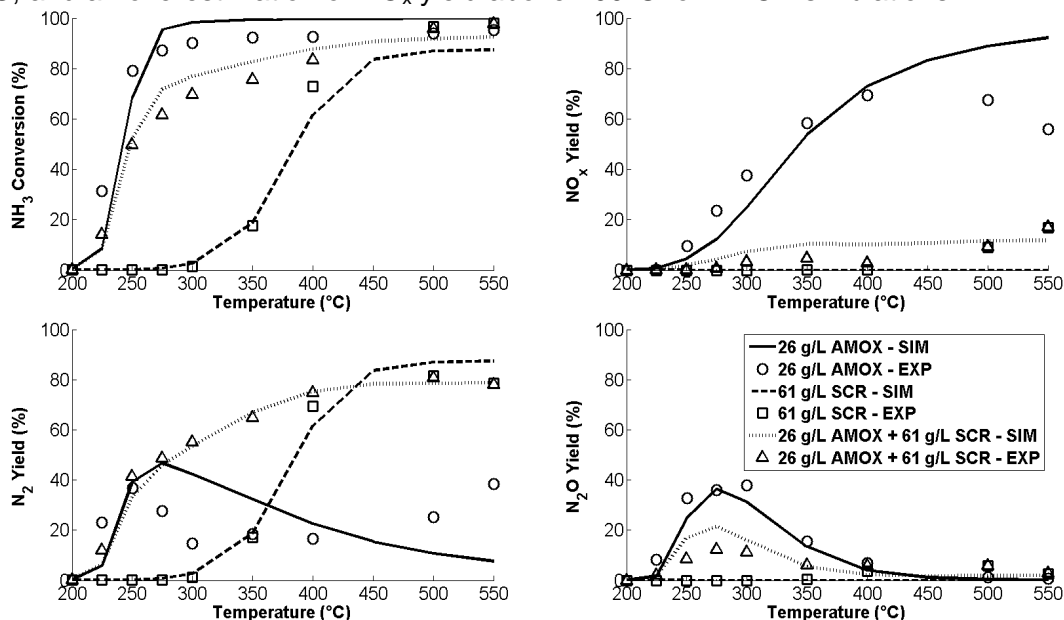 NH3 Conversion (%)
100
80
60
40
20
0
200 250 300 350 400 450 500 550
Temperature (°C)
NOx Yield (%)
100
80
60
40
20
0
200 250 300 350 400 450 500 550
Temperature (°C)
N2 Yield (%)
100
80
60
40
20
0
200 250 300 350 400 450 500 550
Temperature (°C)
N2O Yield (%)
100
80
60
40
20
0
200 250 300 350 400 450 500 550
Temperature (°C)
26 g/L AMOX - SIM
26 g/L AMOX - EXP
61 g/L SCR - SIM
61 g/L SCR - EXP
26 g/L AMOX + 61 g/L SCR - SIM
26 g/L AMOX + 61 g/L SCR - EXP